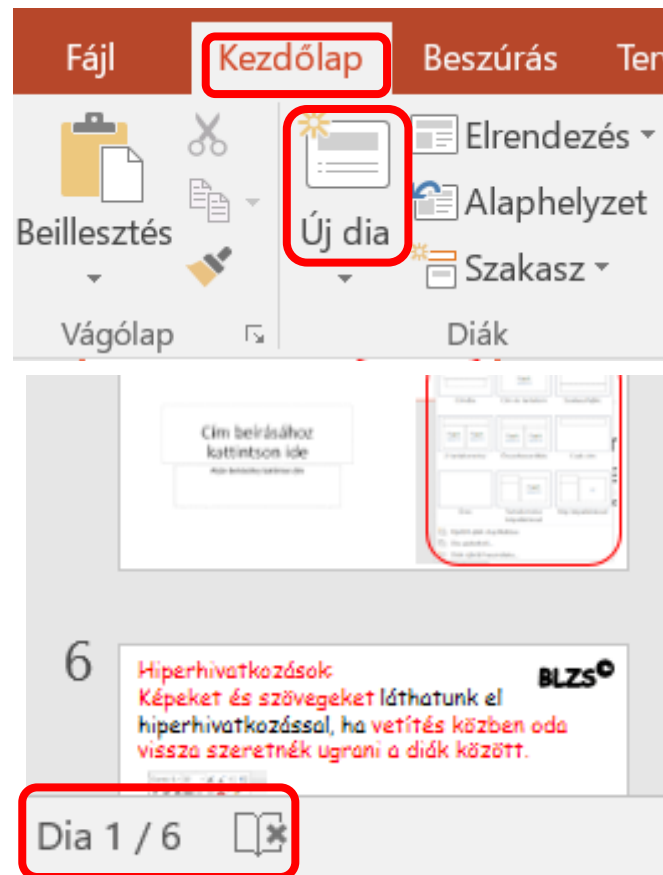 Fájl Kezdőlap Beszúrás Ter
Elrendezés
Alaphelyzet
Beillesztés Új dia
Szakasz
Vágólap Diák
Cím beírásához
kattintson ide
6
Hiperhivatkozások:
BLZS©
Képeket és szövegeket láthatunk el
hiperhivatkozással, ha vetítés közben oda
vissza szeretnék ugrani a diák között.
Dia 1 / 6